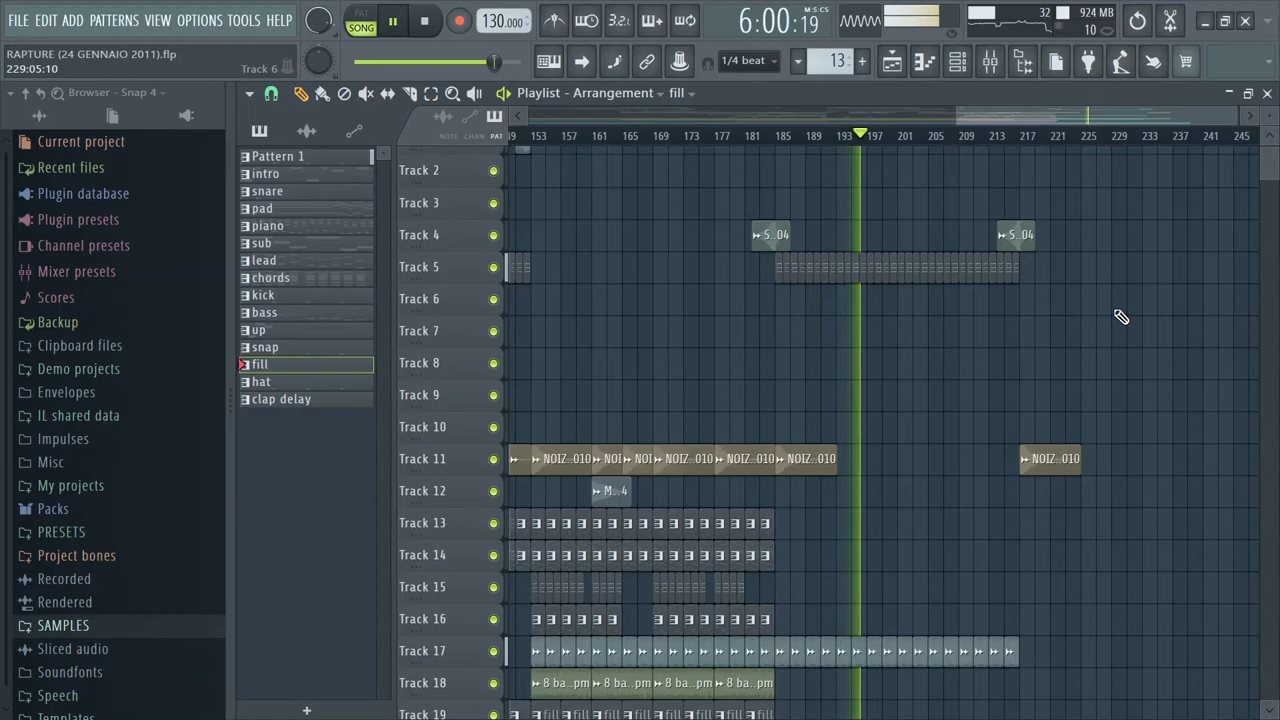 FILE EDIT ADD PATTERNS VIEW OPTIONS TOOLS HELP
PAT
SONG
130.000
3.2
6:00:19
M:S:CS
32
924 MB
10
RAPTURE (24 GENNAIO 2011).flp
229:05:10
Track 6
1/4 beat
13
Browser - Snap 4
Playlist - Arrangement
fill
NOTE CHAN PAT
153 157 161 165 169 173 177 181 185 189 193 197 201 205 209 213 217 221 225 229 233 237 241 245
Current project
Recent files
Plugin database
Plugin presets
Channel presets
Mixer presets
Scores
Backup
Clipboard files
Demo projects
Envelopes
IL shared data
Impulses
Misc
My projects
Packs
PRESETS
Project bones
Recorded
Rendered
SAMPLES
Sliced audio
Soundfonts
Speech
Templates
Pattern 1
intro
snare
pad
piano
sub
lead
chords
kick
bass
up
snap
fill
hat
clap delay
+
Track 2
Track 3
Track 4
S..04 S..04
Track 5
Track 6
Track 7
Track 8
Track 9
Track 10
Track 11
NOIZ..010 NOI NOI NOIZ..010 NOIZ..010 NOIZ..010 NOIZ..010
Track 12
M..4
Track 13
Track 14
Track 15
Track 16
Track 17
Track 18
8 ba..pm 8 ba..pm 8 ba..pm 8 ba..pm
Track 19